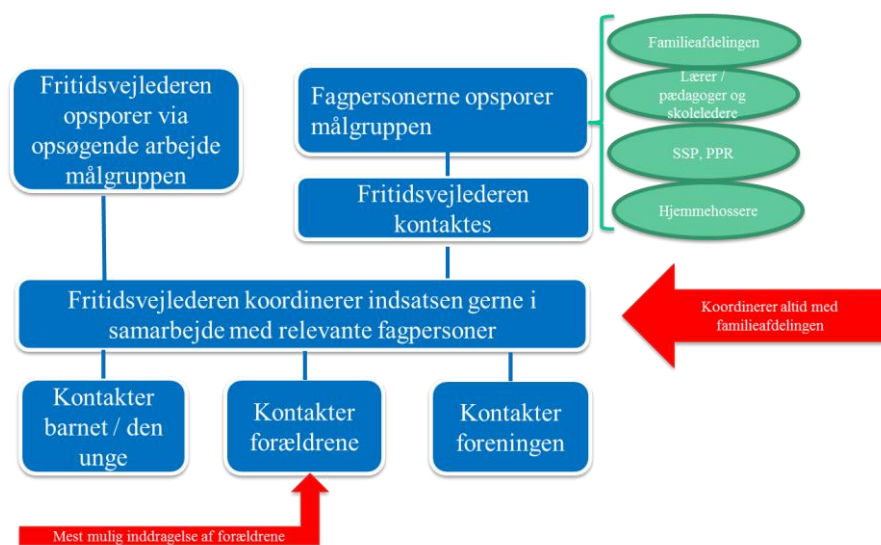 Fritidsvejlederen
opsporer via
opsøgende arbejde
målgruppen
Fagpersonerne opsporer
målgruppen
Familieafdelingen
Lærer /
pædagoger og
skoleledere
SSP, PPR
Hjemmehossere
Fritidsvejlederen
kontaktes
Fritidsvejlederen koordinerer indsatsen gerne i
samarbejde med relevante fagpersoner
Koordinerer altid med
familieafdelingen
Kontakter
barnet / den
unge
Kontakter
forældrene
Kontakter
foreningen
Mest mulig inddragelse af forældrene